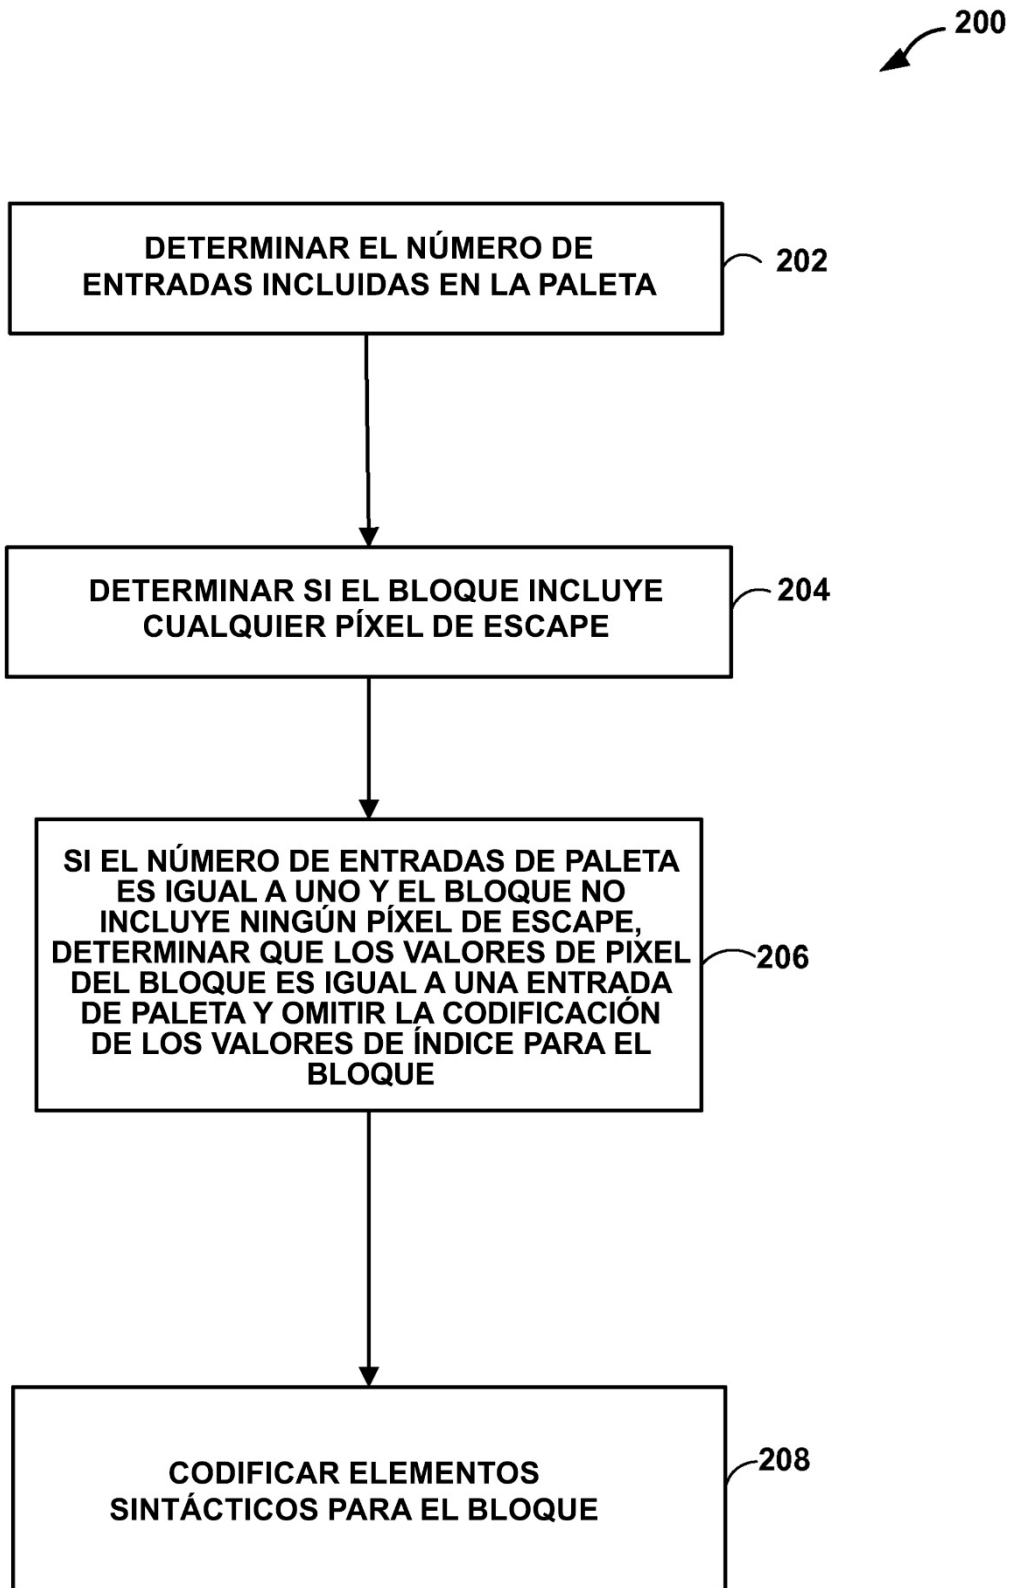 200
DETERMINAR EL NÚMERO DE
ENTRADAS INCLUIDAS EN LA PALETA
202
DETERMINAR SI EL BLOQUE INCLUYE
CUALQUIER PÍXEL DE ESCAPE
204
SI EL NÚMERO DE ENTRADAS DE PALETA
ES IGUAL A UNO Y EL BLOQUE NO
INCLUYE NINGÚN PÍXEL DE ESCAPE,
DETERMINAR QUE LOS VALORES DE PIXEL
DEL BLOQUE ES IGUAL A UNA ENTRADA
DE PALETA Y OMITIR LA CODIFICACIÓN
DE LOS VALORES DE ÍNDICE PARA EL
BLOQUE
206
CODIFICAR ELEMENTOS
SINTÁCTICOS PARA EL BLOQUE
208